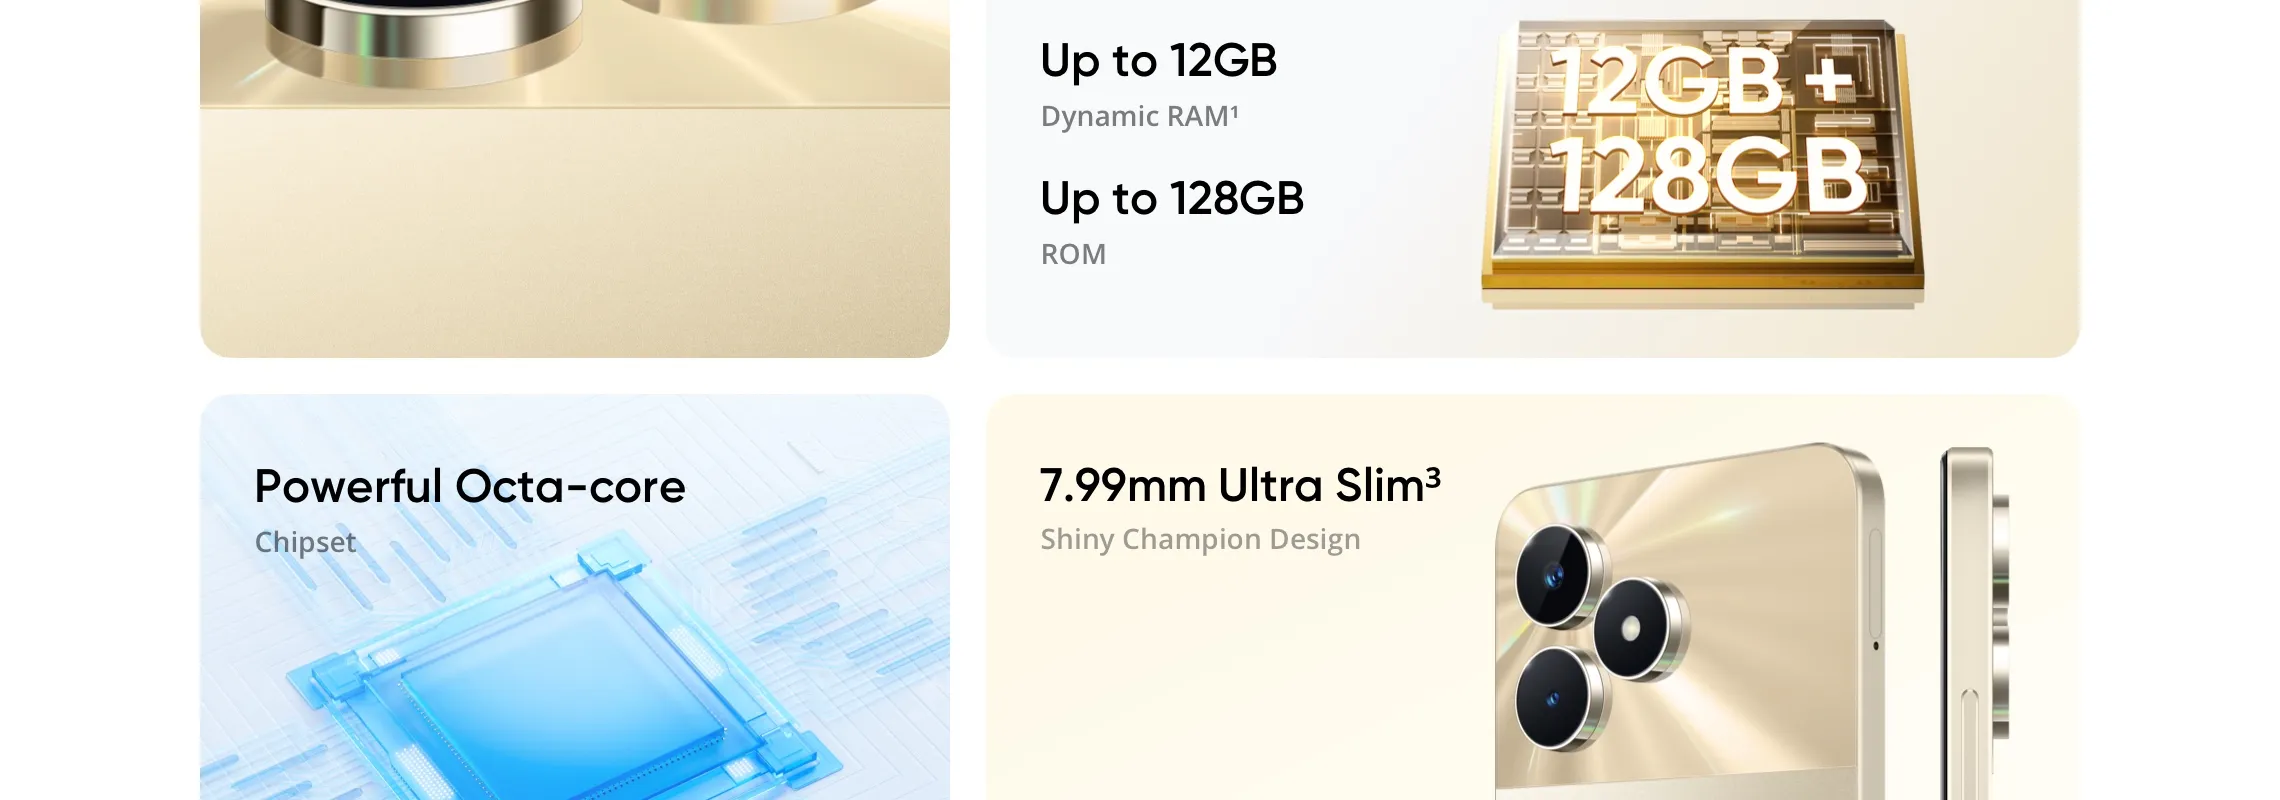 Up to 12GB
Dynamic RAM¹
Up to 128GB
ROM
12GB +
128GB
Powerful Octa-core
Chipset
7.99mm Ultra Slim³
Shiny Champion Design